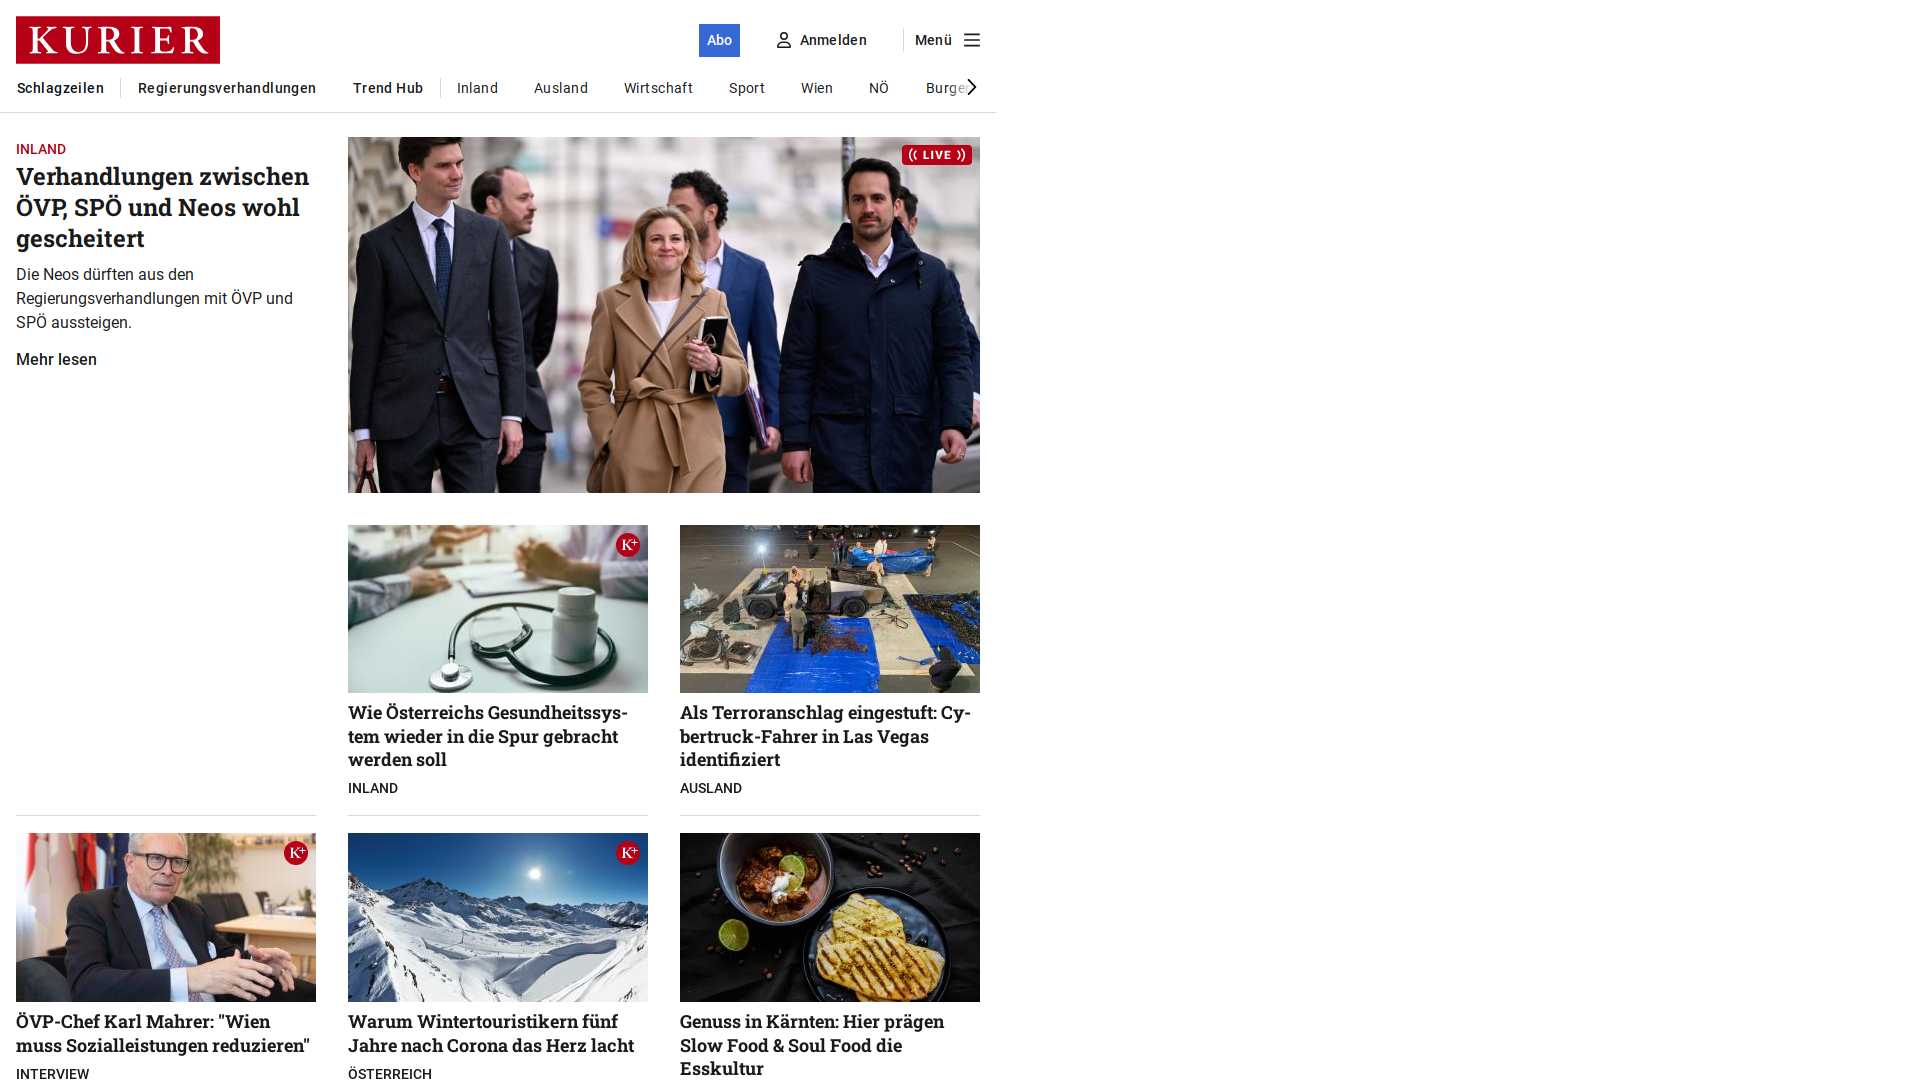 KURIER
Abo
Anmelden
Menü
Schlagzeilen
Regierungsverhandlungen
Trend Hub
Inland
Ausland
Wirtschaft
Sport
Wien
NÖ
INLAND
Verhandlungen zwischen
ÖVP, SPÖ und Neos wohl
gescheitert
Die Neos dürften aus den
Regierungsverhandlungen mit ÖVP und
SPÖ aussteigen.
Mehr lesen
LIVE
K+
Wie Österreichs Gesundheitssys-
tem wieder in die Spur gebracht
werden soll
INLAND
Als Terroranschlag eingestuft: Cy-
bertruck-Fahrer in Las Vegas
identifiziert
AUSLAND
K+
ÖVP-Chef Karl Mahrer: "Wien
muss Sozialleistungen reduzieren"
INTERVIEW
K+
Warum Wintertouristikern fünf
Jahre nach Corona das Herz lacht
ÖSTERREICH
Genuss in Kärnten: Hier prägen
Slow Food & Soul Food die
Esskultur